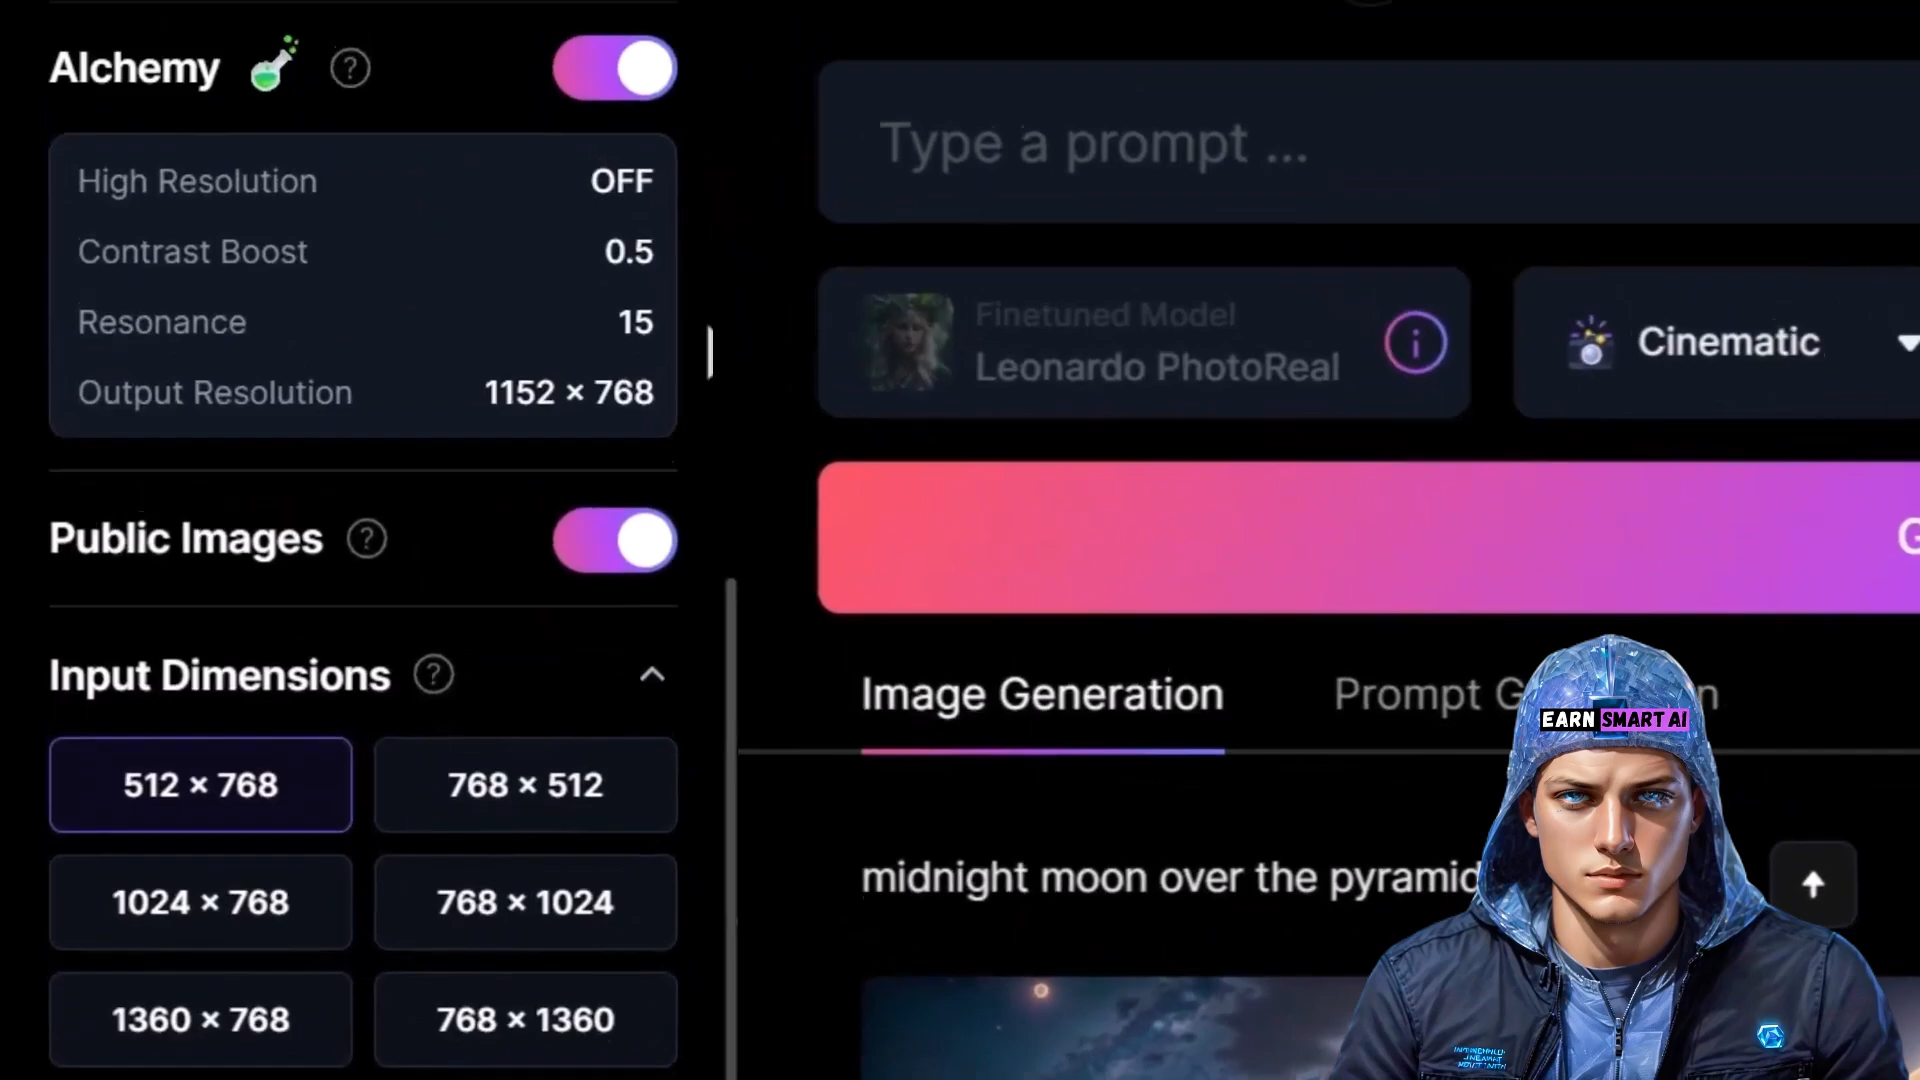 Alchemy
High Resolution OFF
Contrast Boost 0.5
Resonance 15
Output Resolution 1152 × 768
Public Images
Input Dimensions
512 × 768 768 × 512
1024 × 768 768 × 1024
1360 × 768 768 × 1360
Type a prompt ...
Finetuned Model
Leonardo PhotoReal
Cinematic
G
Image Generation Prompt G n
midnight moon over the pyramid
EARN SMART AI